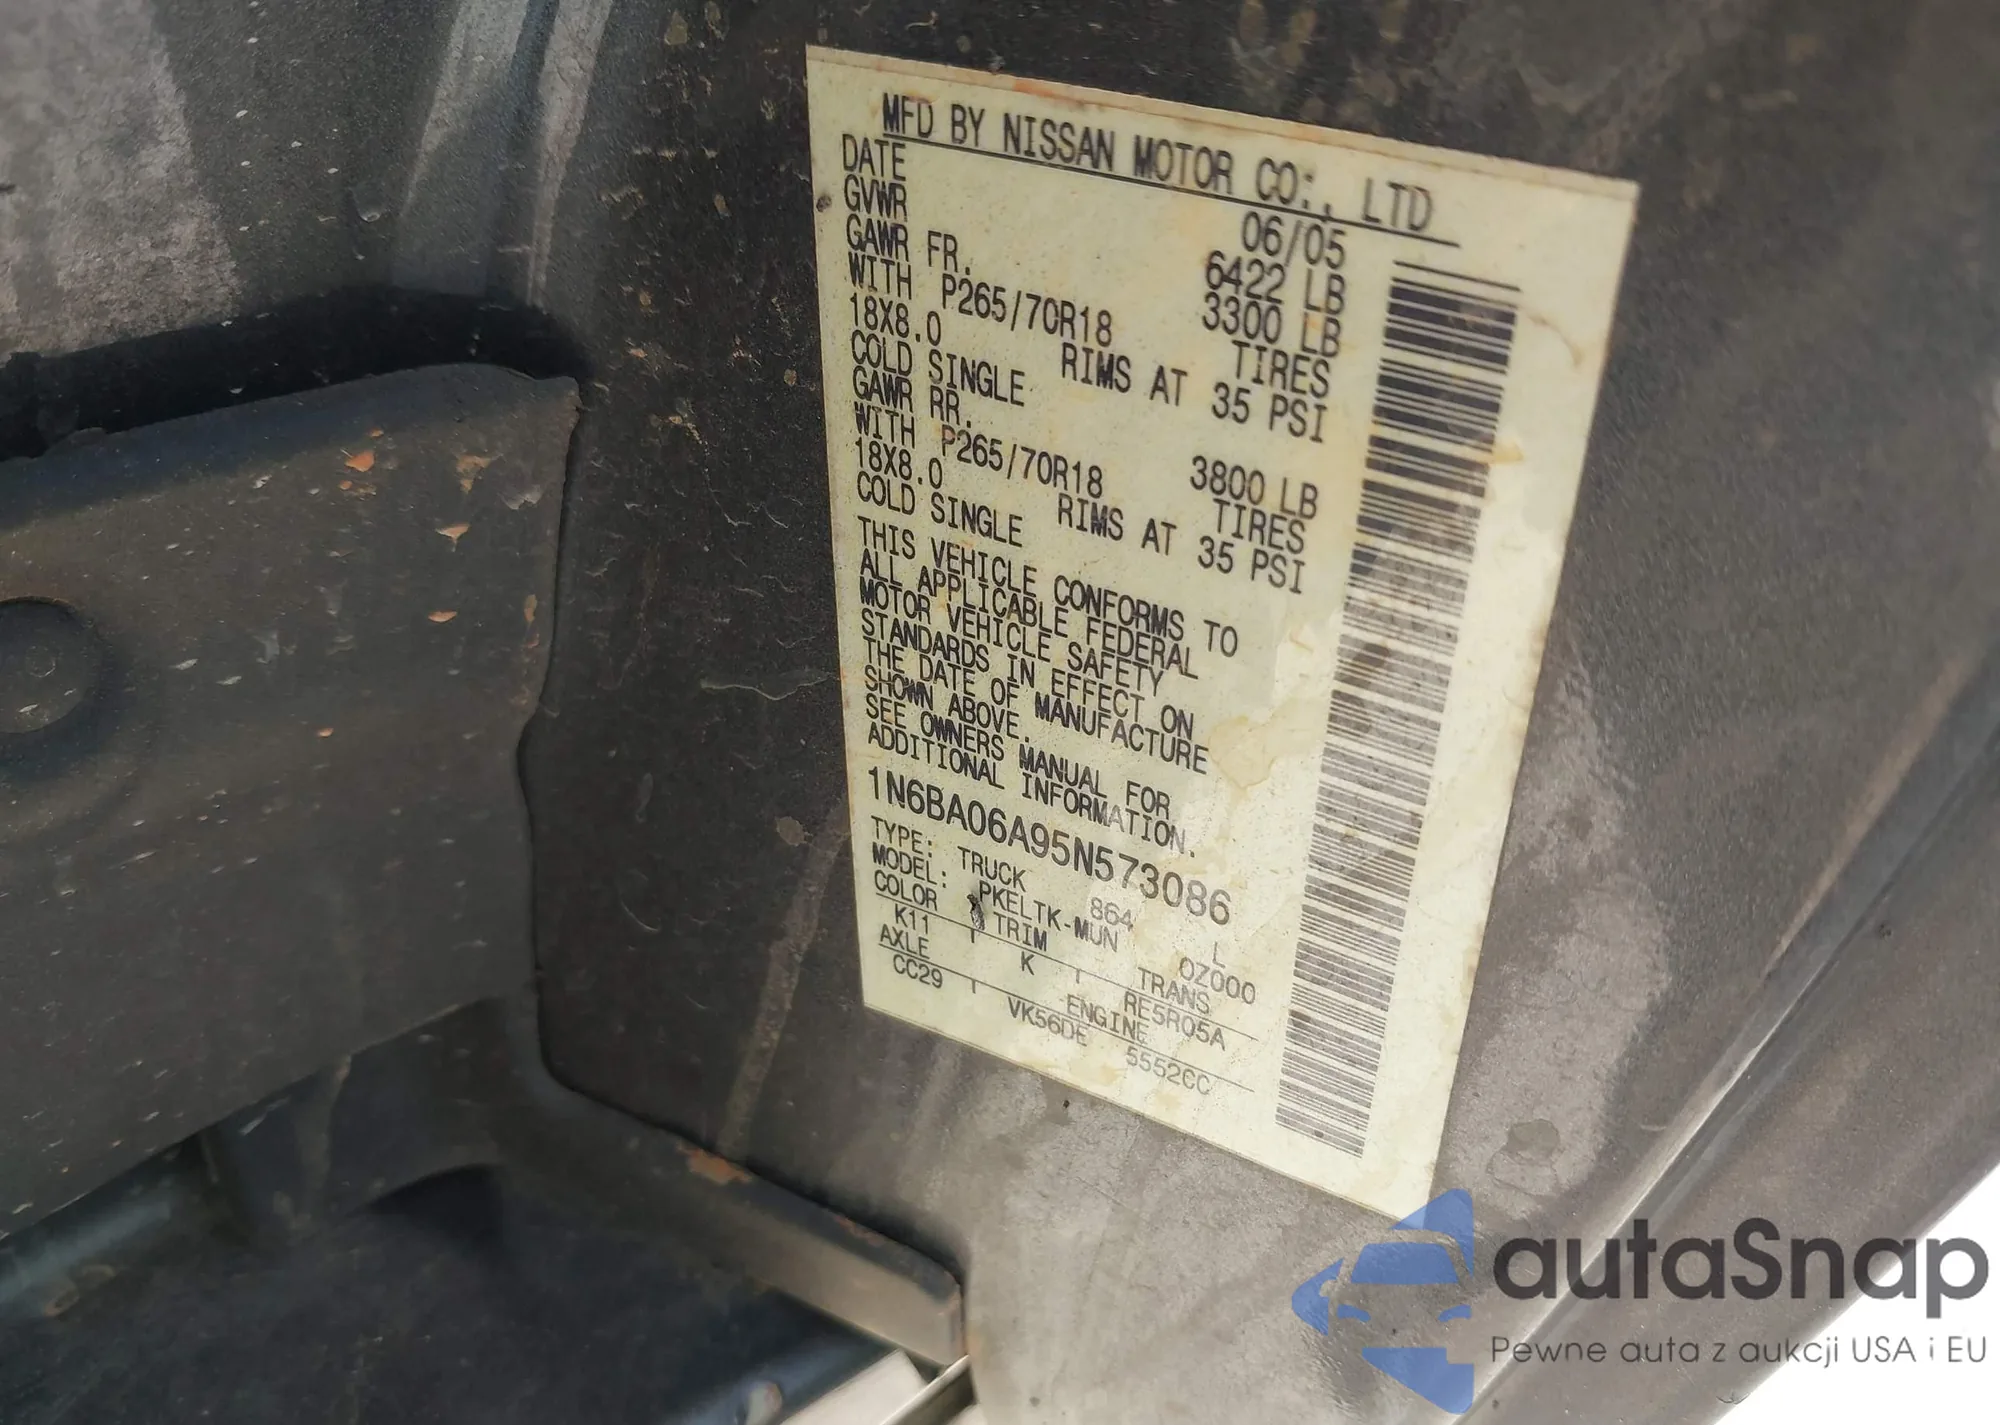 MFD BY NISSAN MOTOR CO:, LTD
DATE 06/05
GVWR 6422 LB
GAWR FR. 3300 LB
WITH P265/70R18 TIRES
18X8.0 RIMS AT 35 PSI
COLD SINGLE
GAWR RR. 3800 LB
WITH P265/70R18 TIRES
18X8.0 RIMS AT 35 PSI
COLD SINGLE
THIS VEHICLE CONFORMS TO
ALL APPLICABLE FEDERAL
MOTOR VEHICLE SAFETY
STANDARDS IN EFFECT ON
THE DATE OF MANUFACTURE
SHOWN ABOVE.
SEE OWNERS MANUAL FOR
ADDITIONAL INFORMATION.
1N6BA06A95N573086
TYPE: TRUCK 864 L
MODEL: PKELTK-MUN 0Z000
COLOR TRIM TRANS
K11 K RE5R05A
AXLE ENGINE
CC29 VK56DE 5552CC
autaSnap
Pewne auta z aukcji USA i EU